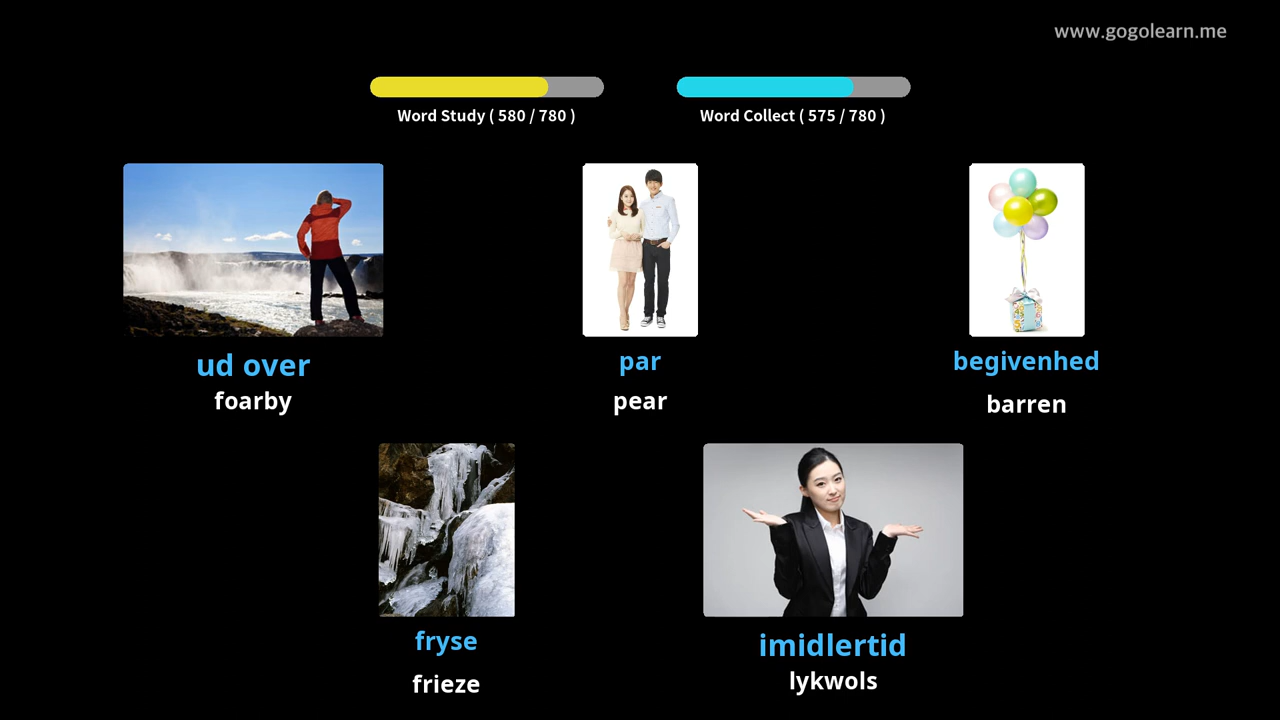 www.gogolearn.me
Word Study ( 580 / 780 )
Word Collect ( 575 / 780 )
ud over
foarby
par
pear
begivenhed
barren
fryse
frieze
imidlertid
lykwols